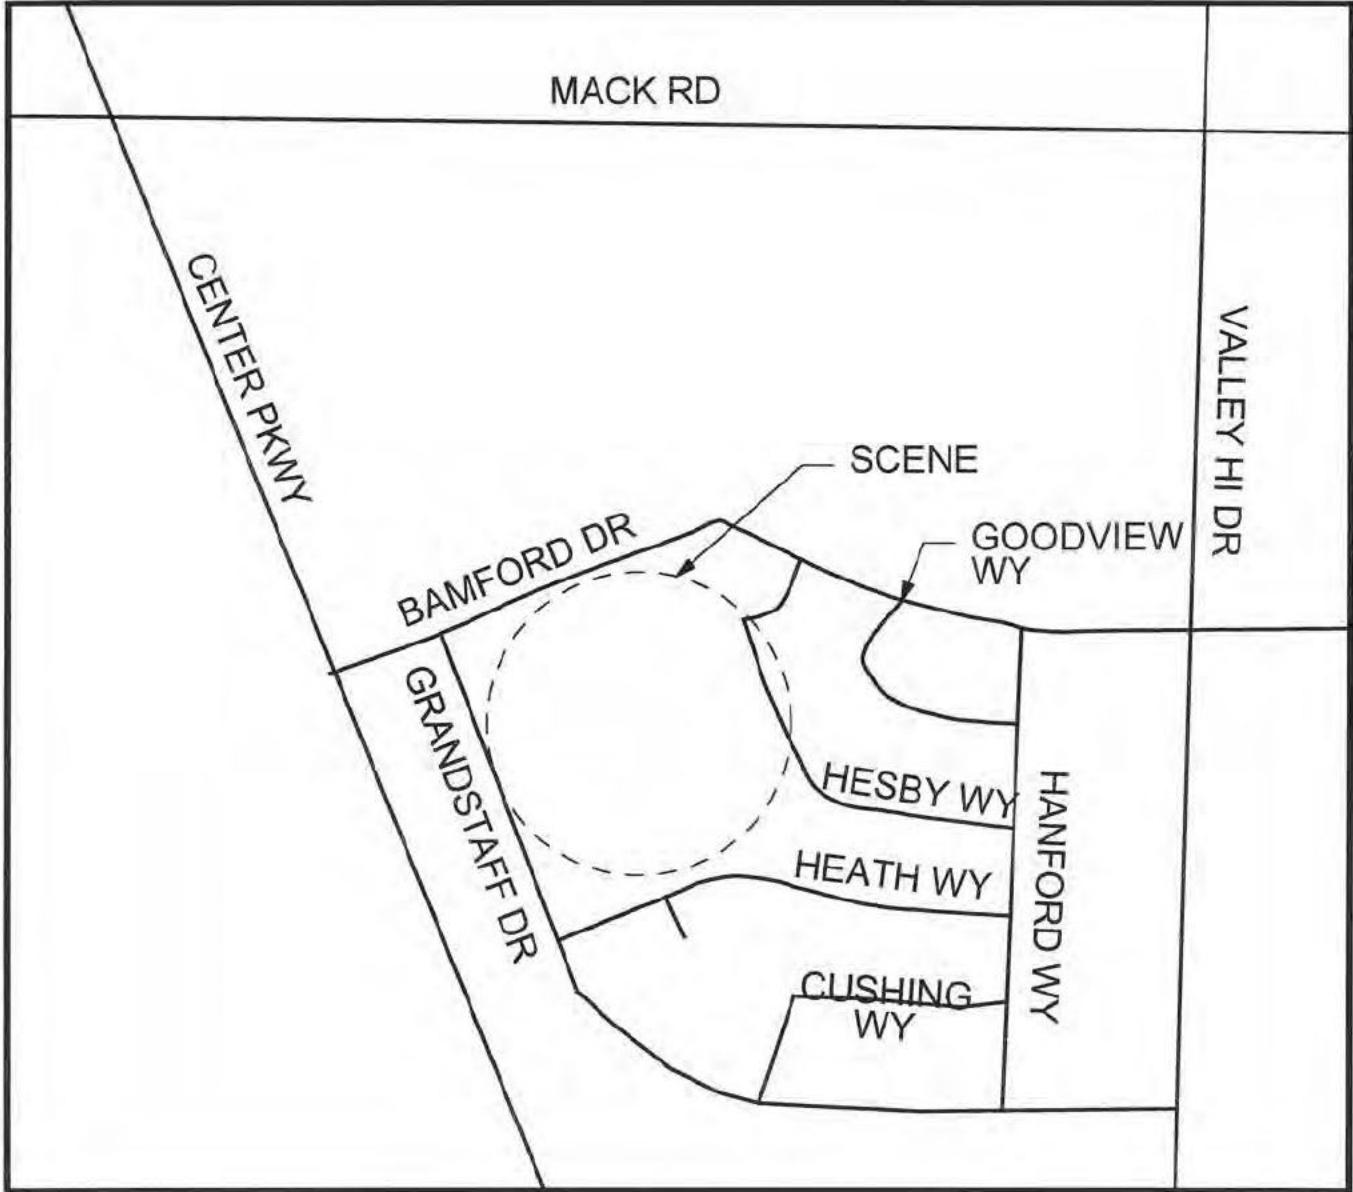 MACK RD
CENTER PKWY
VALLEY HI DR
SCENE
GOODVIEW
WY
BAMFORD DR
GRANDSTAFF DR
HESBY WY
HANFORD WY
HEATH WY
CUSHING
WY